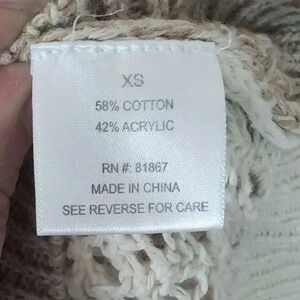 XS
58% COTTON
42% ACRYLIC
RN #: 81867
MADE IN CHINA
SEE REVERSE FOR CARE